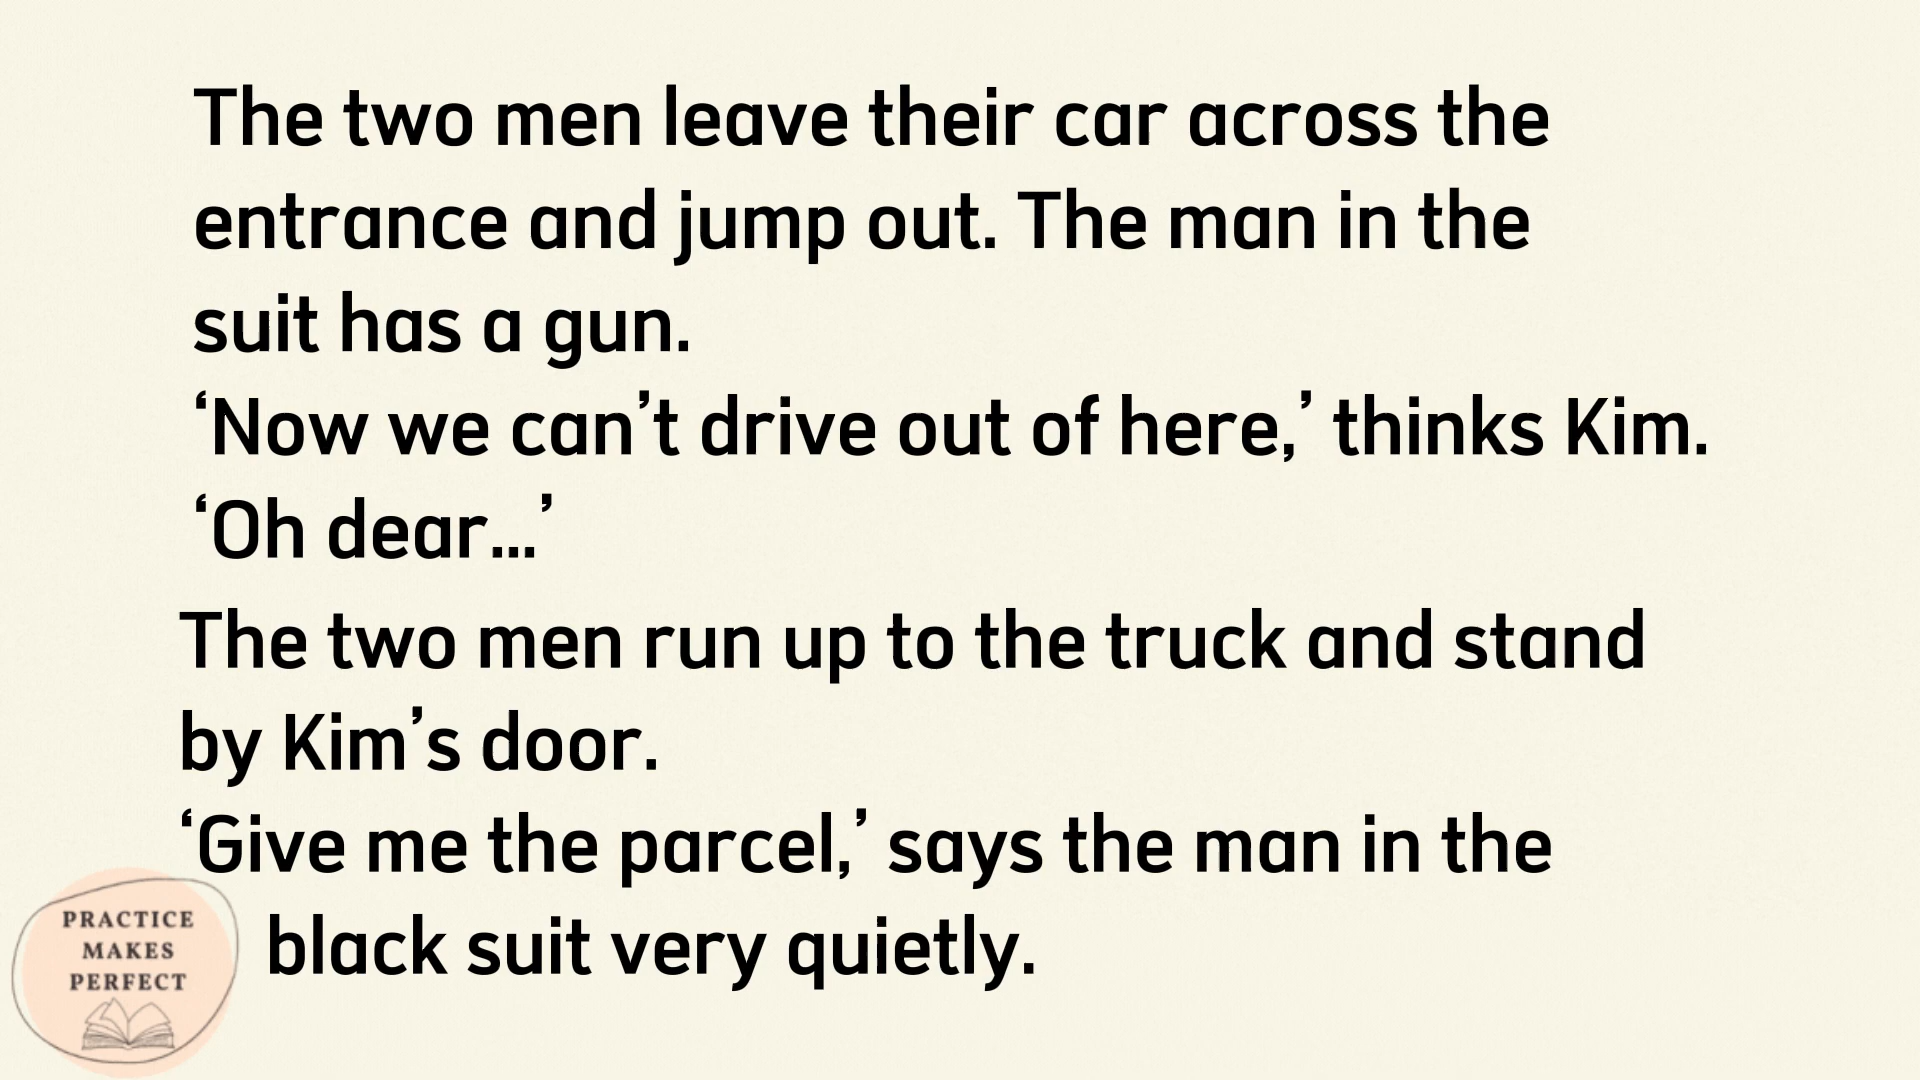 The two men leave their car across the
entrance and jump out. The man in the
suit has a gun.
‘Now we can’t drive out of here,’ thinks Kim.
‘Oh dear...’
The two men run up to the truck and stand
by Kim’s door.
‘Give me the parcel,’ says the man in the
black suit very quietly.
PRACTICE
MAKES
PERFECT